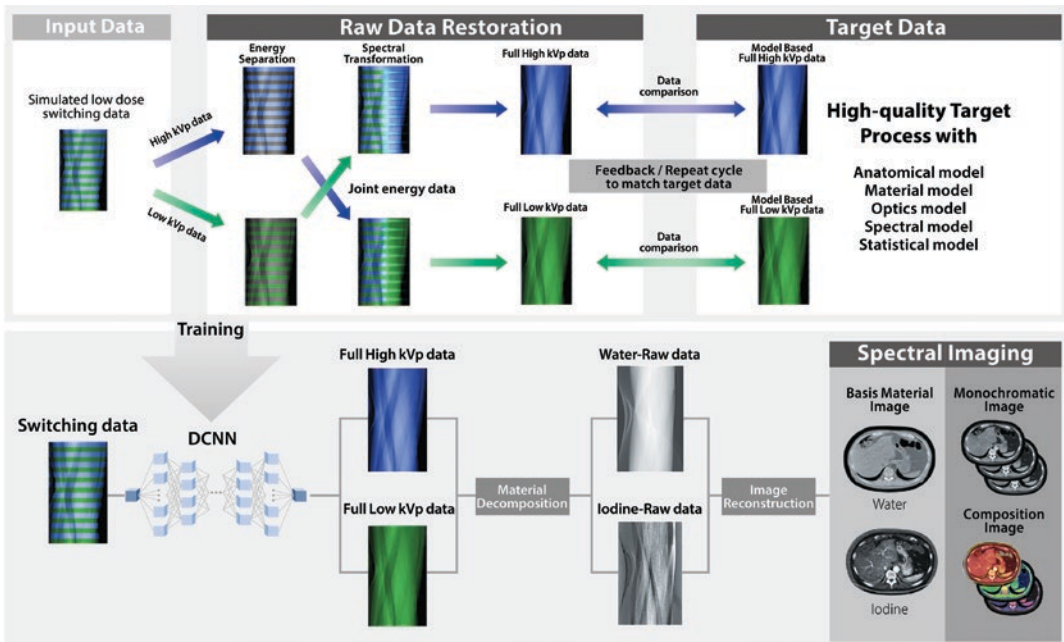 Input Data
Raw Data Restoration
Target Data
Simulated low dose
switching data
High kVp data
Low kVp data
Energy
Separation
Spectral
Transformation
Joint energy data
Full High kVp data
Full Low kVp data
Data
comparison
Feedback / Repeat cycle
to match target data
Data
comparison
Model Based
Full High kVp data
Model Based
Full Low kVp data
High-quality Target
Process with
Anatomical model
Material model
Optics model
Spectral model
Statistical model
Training
Switching data
DCNN
Full High kVp data
Full Low kVp data
Material
Decomposition
Water-Raw data
Iodine-Raw data
Image
Reconstruction
Spectral Imaging
Basis Material
Image
Water
Iodine
Monochromatic
Image
Composition
Image